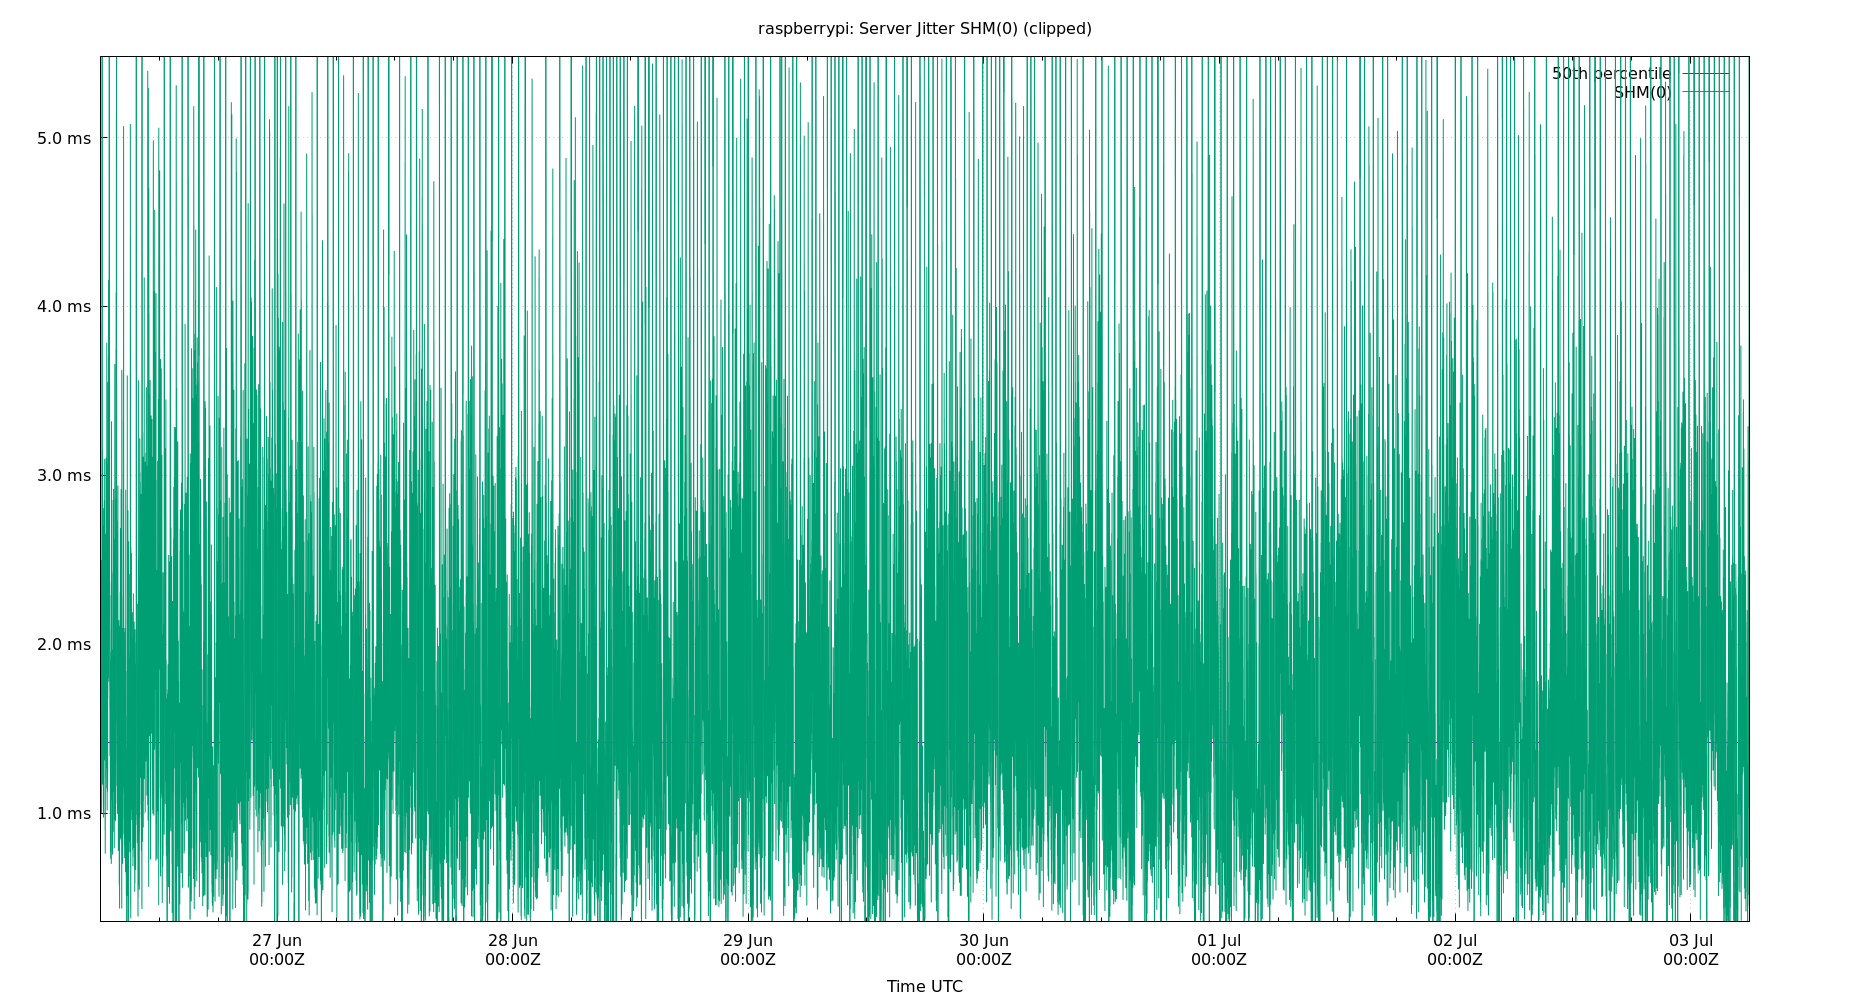 raspberrypi: Server Jitter SHM(0) (clipped)
50th percentile
SHM(0)
5.0 ms
4.0 ms
3.0 ms
2.0 ms
1.0 ms
27 Jun 28 Jun 29 Jun 30 Jun 01 Jul 02 Jul 03 Jul
00:00Z 00:00Z 00:00Z 00:00Z 00:00Z 00:00Z 00:00Z
Time UTC